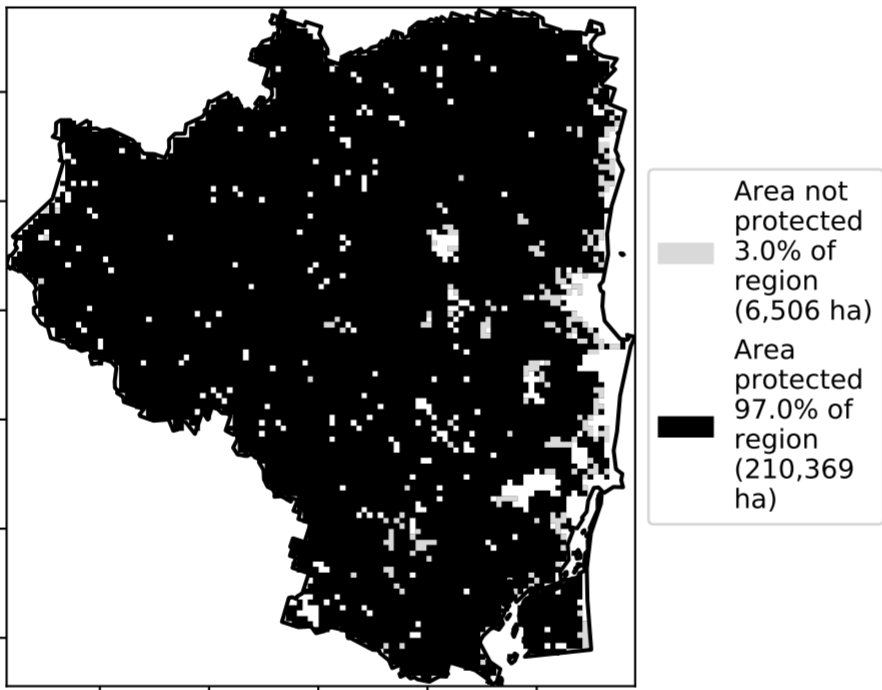 Area not
protected
3.0% of
region
(6,506 ha)
Area
protected
97.0% of
region
(210,369
ha)